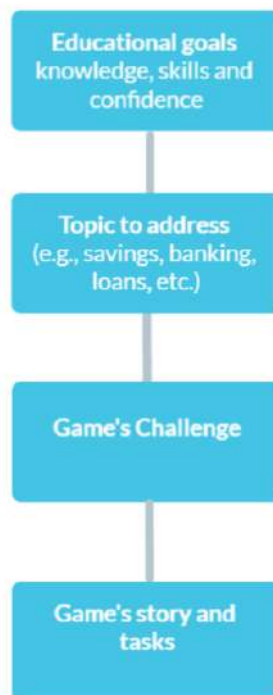 Educational goals
knowledge, skills and
confidence
Topic to address
(e.g., savings, banking,
loans, etc.)
Game's Challenge
Game's story and
tasks